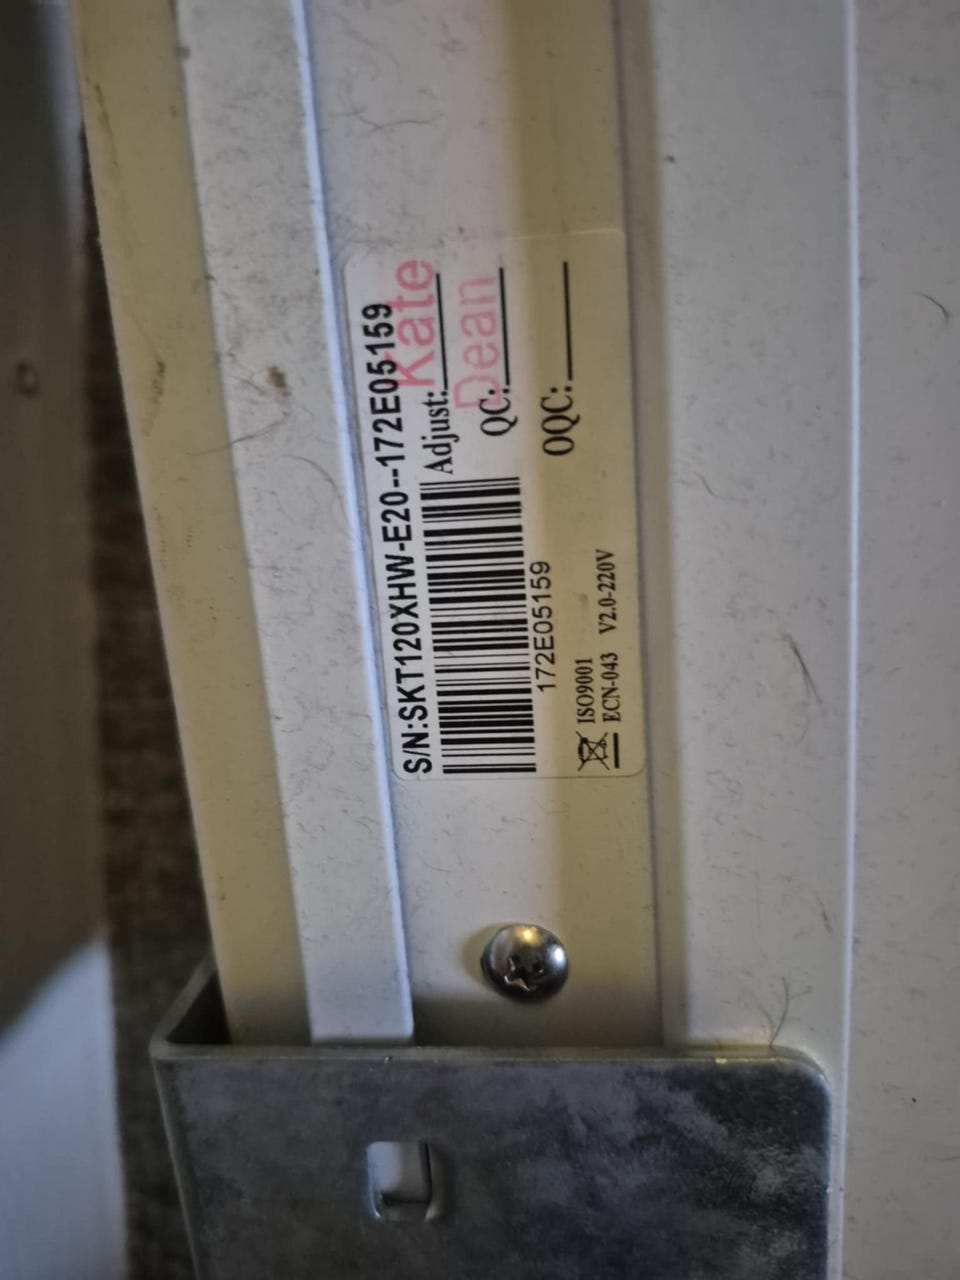 S/N:SKT120XHW-E20--172E05159
Adjust: Kate
QC: Dean
OQC:
172E05159
ISO9001
ECN-043 V2.0-220V